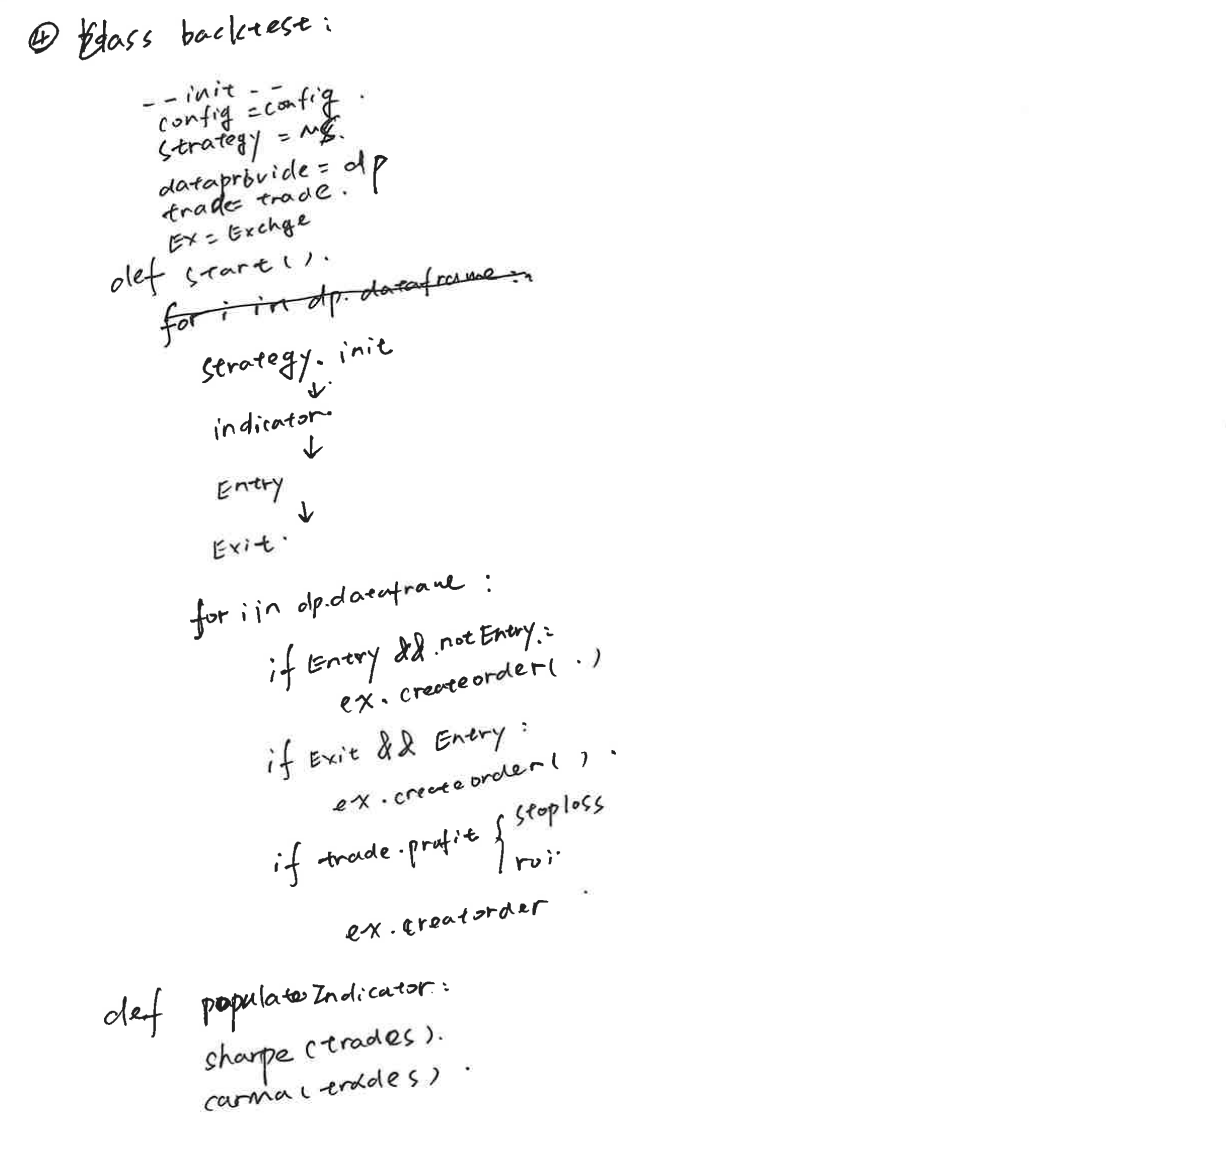 ④ class backtest:
--init--
config = config.
strategy = MS.
dataprovide = dp
trade= trade.
Ex = Exchge
def start().
for i in dp.dataframe:
strategy.init
↓
indicator.
↓
Entry
↓
Exit.
for i in dp.dataframe:
if Entry && not Entry:
ex.createorder(.)
if Exit && Entry:
ex.createorder().
if trade.profit { stoploss
roi
ex.creatorder
def populateIndicator:
sharpe(trades).
carma(trades).